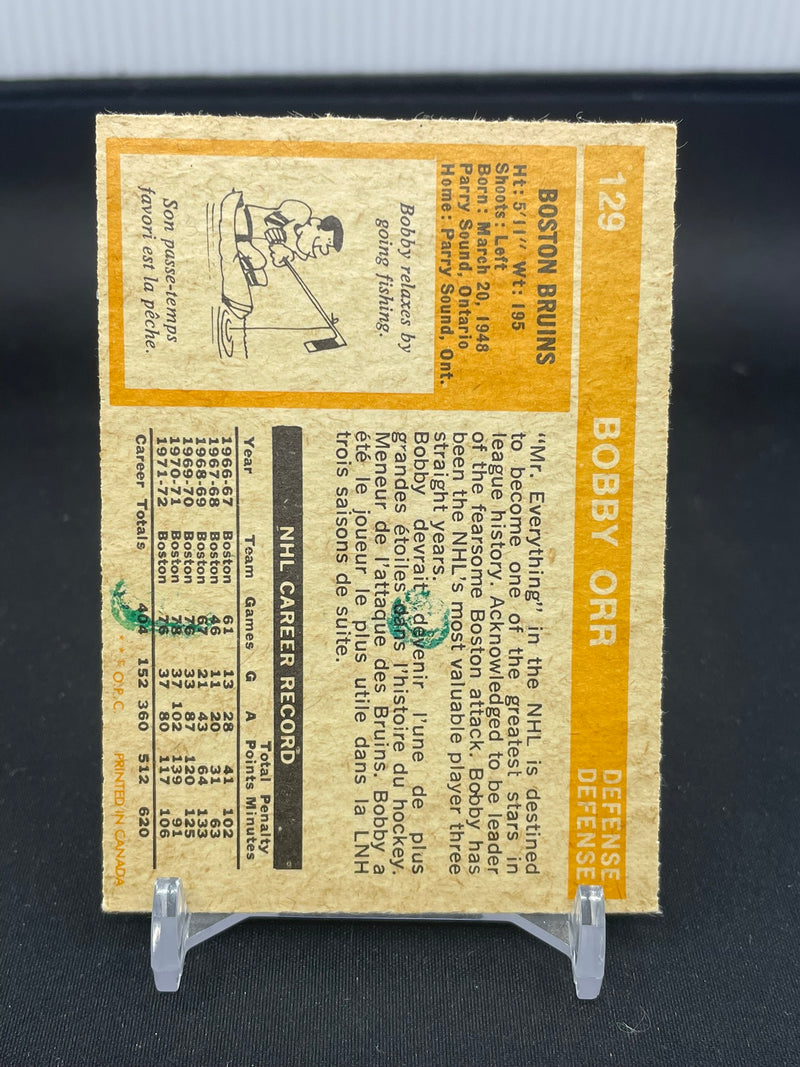 129 BOBBY ORR DEFENSE
DEFENSE
BOSTON BRUINS
Ht: 5'11" Wt: 195
Shoots: Left
Born: March 20, 1948
Parry Sound, Ontario
Home: Parry Sound, Ont.
Bobby relaxes by
going fishing.
Son passe-temps
favori est la pêche.
"Mr. Everything" in the NHL is destined
to become one of the greatest stars in
league history. Acknowledged to be leader
of the fearsome Boston attack. Bobby has
been the NHL's most valuable player three
straight years.
Bobby devrait devenir l'une de plus
grandes étoiles dans l'histoire du hockey.
Meneur de l'attaque des Bruins. Bobby a
été le joueur le plus utile dans la LNH
trois saisons de suite.
NHL CAREER RECORD
Total Penalty
Year Team Games G A Points Minutes
1966-67 Boston 61 13 28 41 102
1967-68 Boston 46 11 20 31 63
1968-69 Boston 67 21 43 64 133
1969-70 Boston 76 33 87 120 125
1970-71 Boston 78 37 102 139 91
1971-72 Boston 76 37 80 117 106
Career Totals 404 152 360 512 620
** © O.P.C. PRINTED IN CANADA